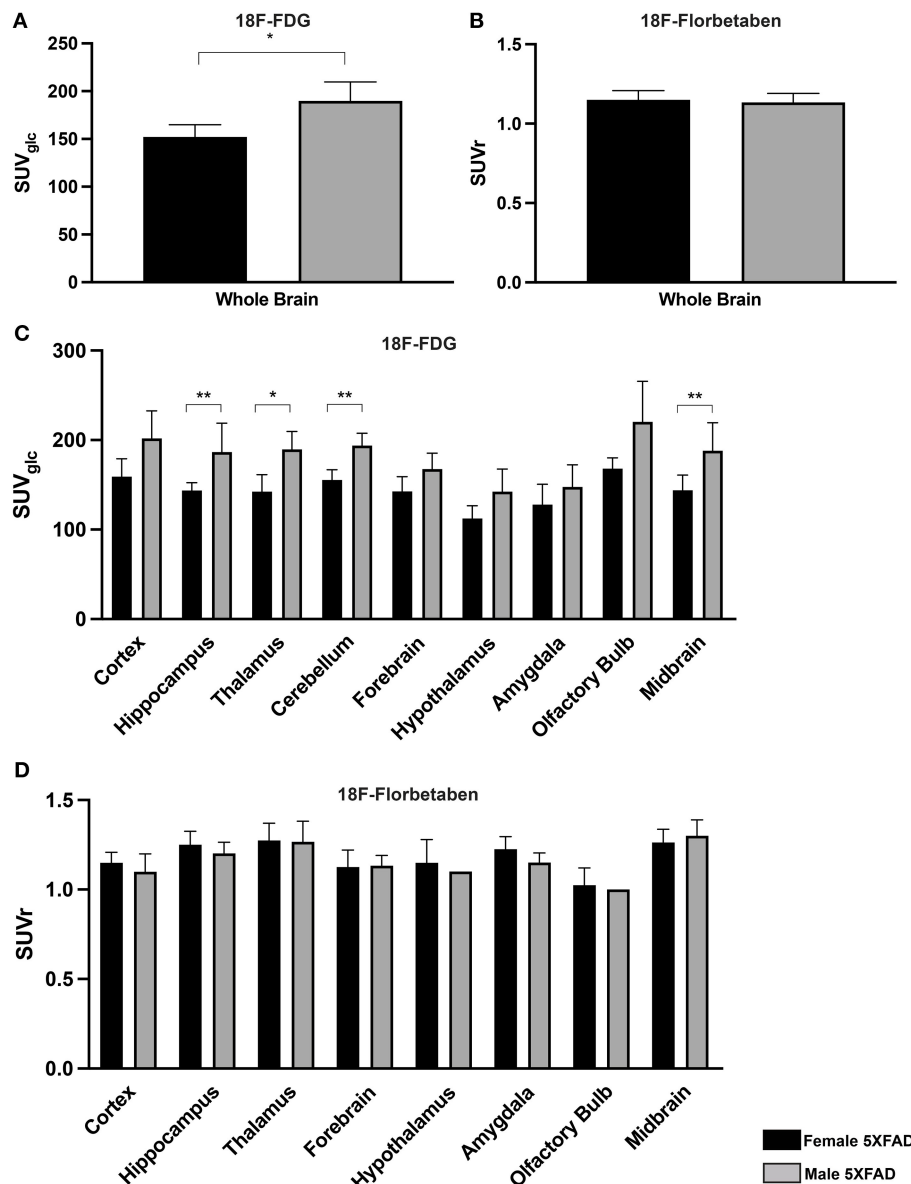 A
18F-FDG
*
250
200
150
100
50
0
SUVglc
Whole Brain
B
18F-Florbetaben
1.5
1.0
0.5
0.0
SUVr
Whole Brain
C
18F-FDG
300
200
100
0
SUVglc
**
*
**
**
Cortex
Hippocampus
Thalamus
Cerebellum
Forebrain
Hypothalamus
Amygdala
Olfactory Bulb
Midbrain
D
18F-Florbetaben
1.5
1.0
0.5
0.0
SUVr
Cortex
Hippocampus
Thalamus
Forebrain
Hypothalamus
Amygdala
Olfactory Bulb
Midbrain
Female 5XFAD
Male 5XFAD